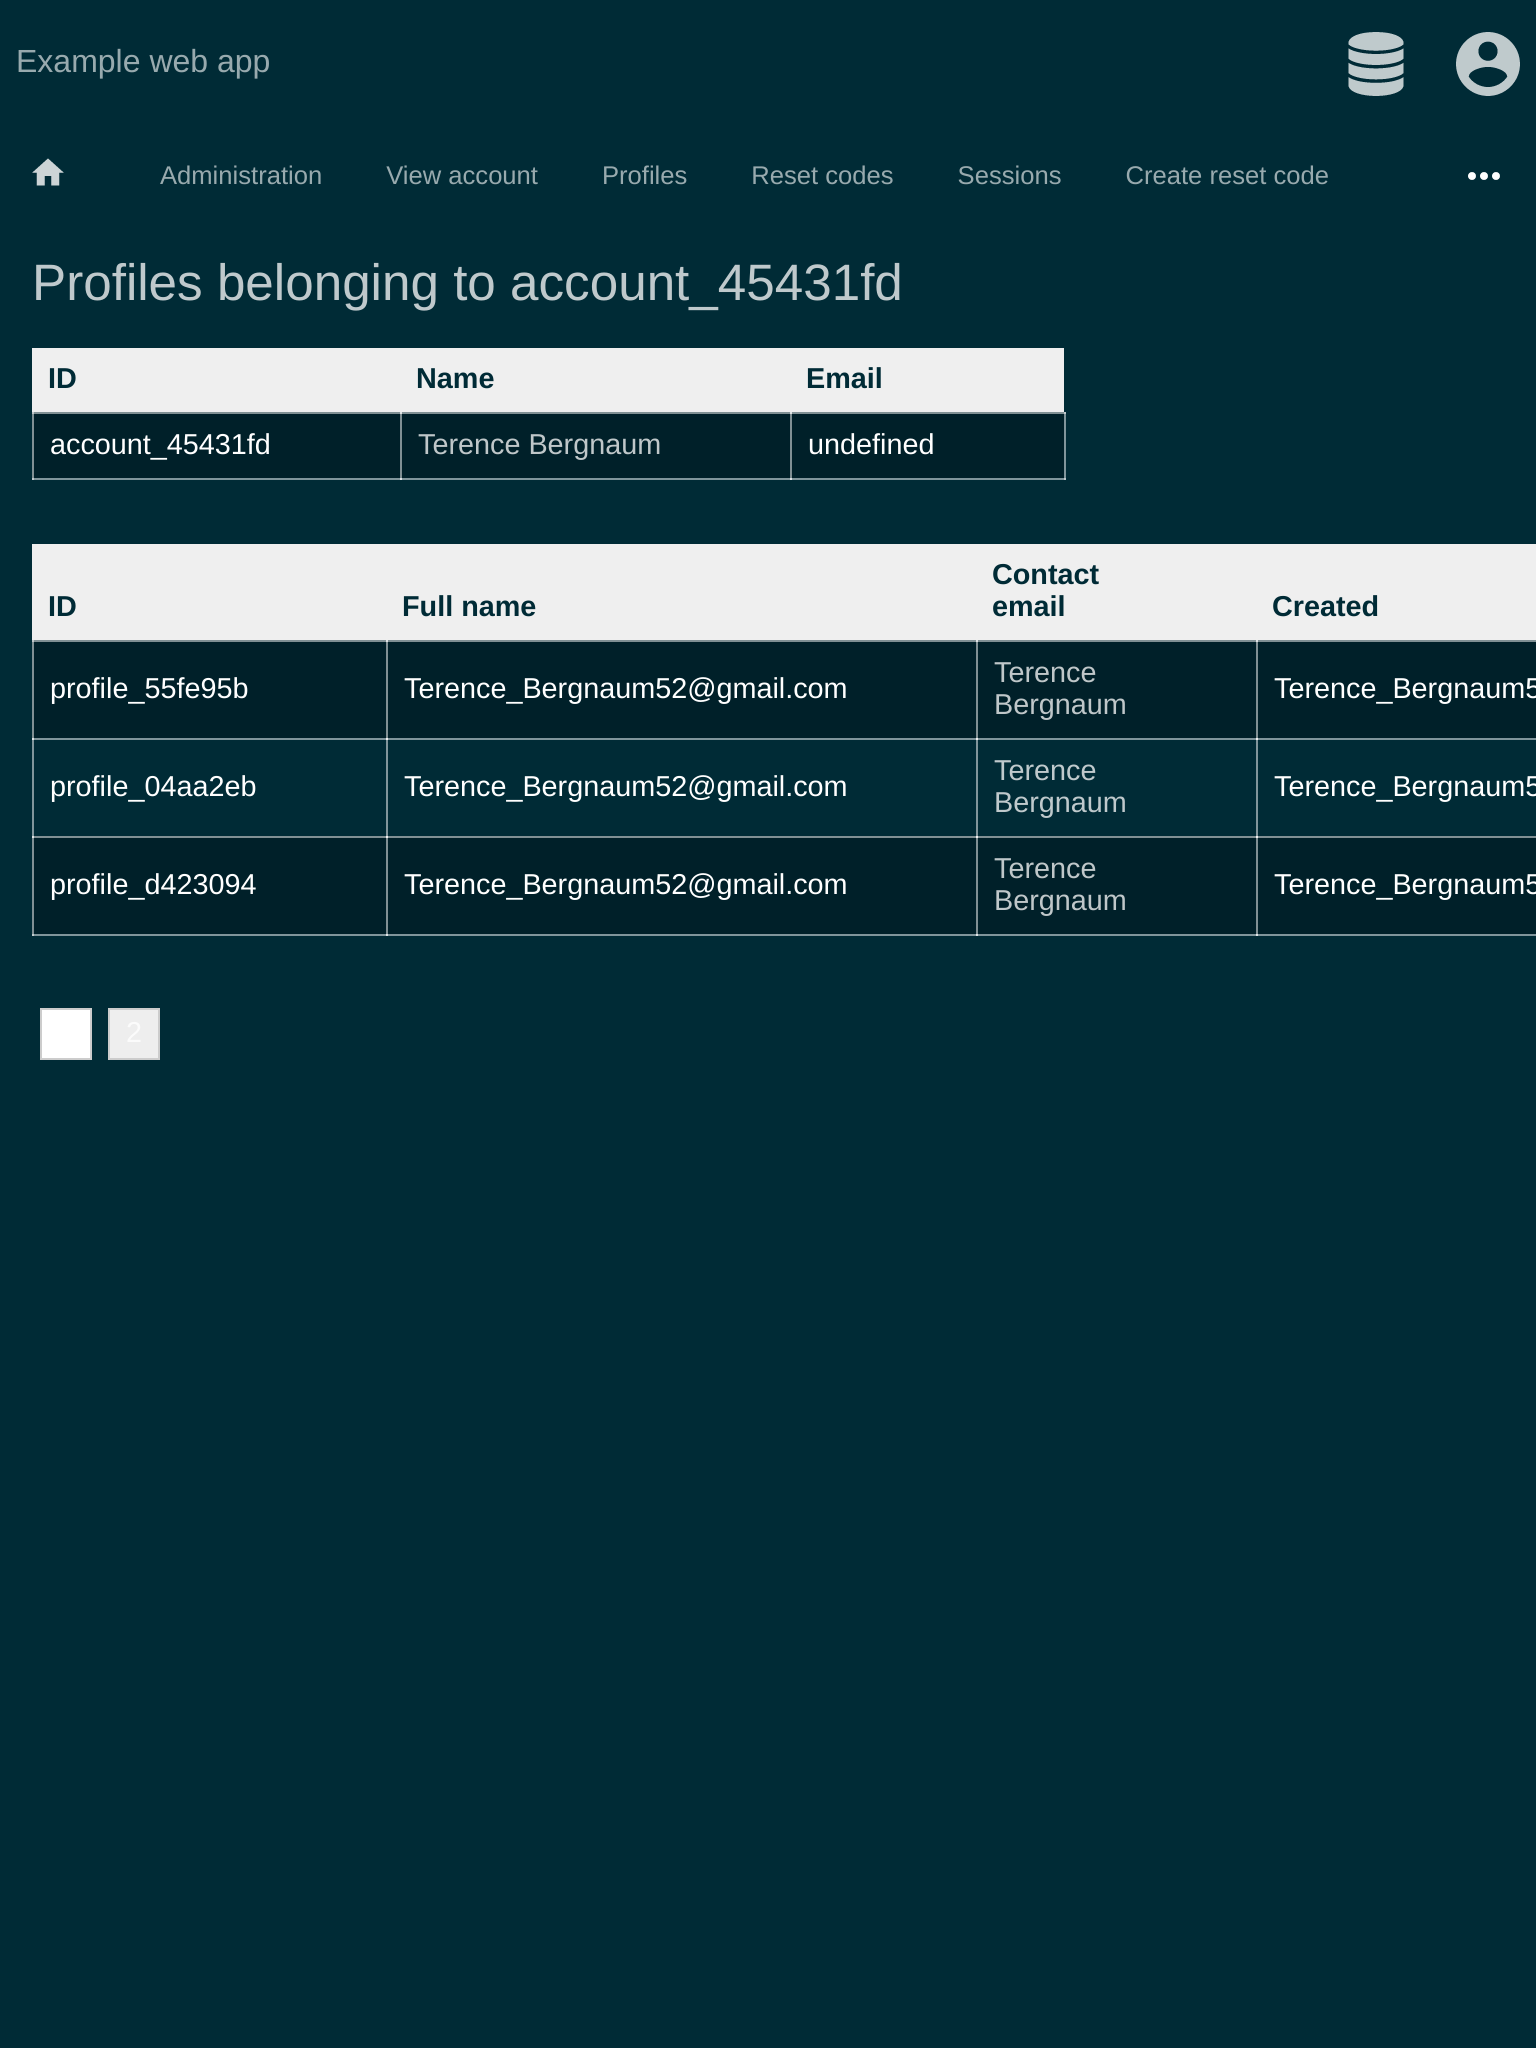 Example web app
Administration View account Profiles Reset codes Sessions Create reset code
Profiles belonging to account_45431fd
ID Name Email
account_45431fd Terence Bergnaum undefined
ID Full name Contact email Created
profile_55fe95b Terence_Bergnaum52@gmail.com Terence Bergnaum Terence_Bergnaum5
profile_04aa2eb Terence_Bergnaum52@gmail.com Terence Bergnaum Terence_Bergnaum5
profile_d423094 Terence_Bergnaum52@gmail.com Terence Bergnaum Terence_Bergnaum5
2